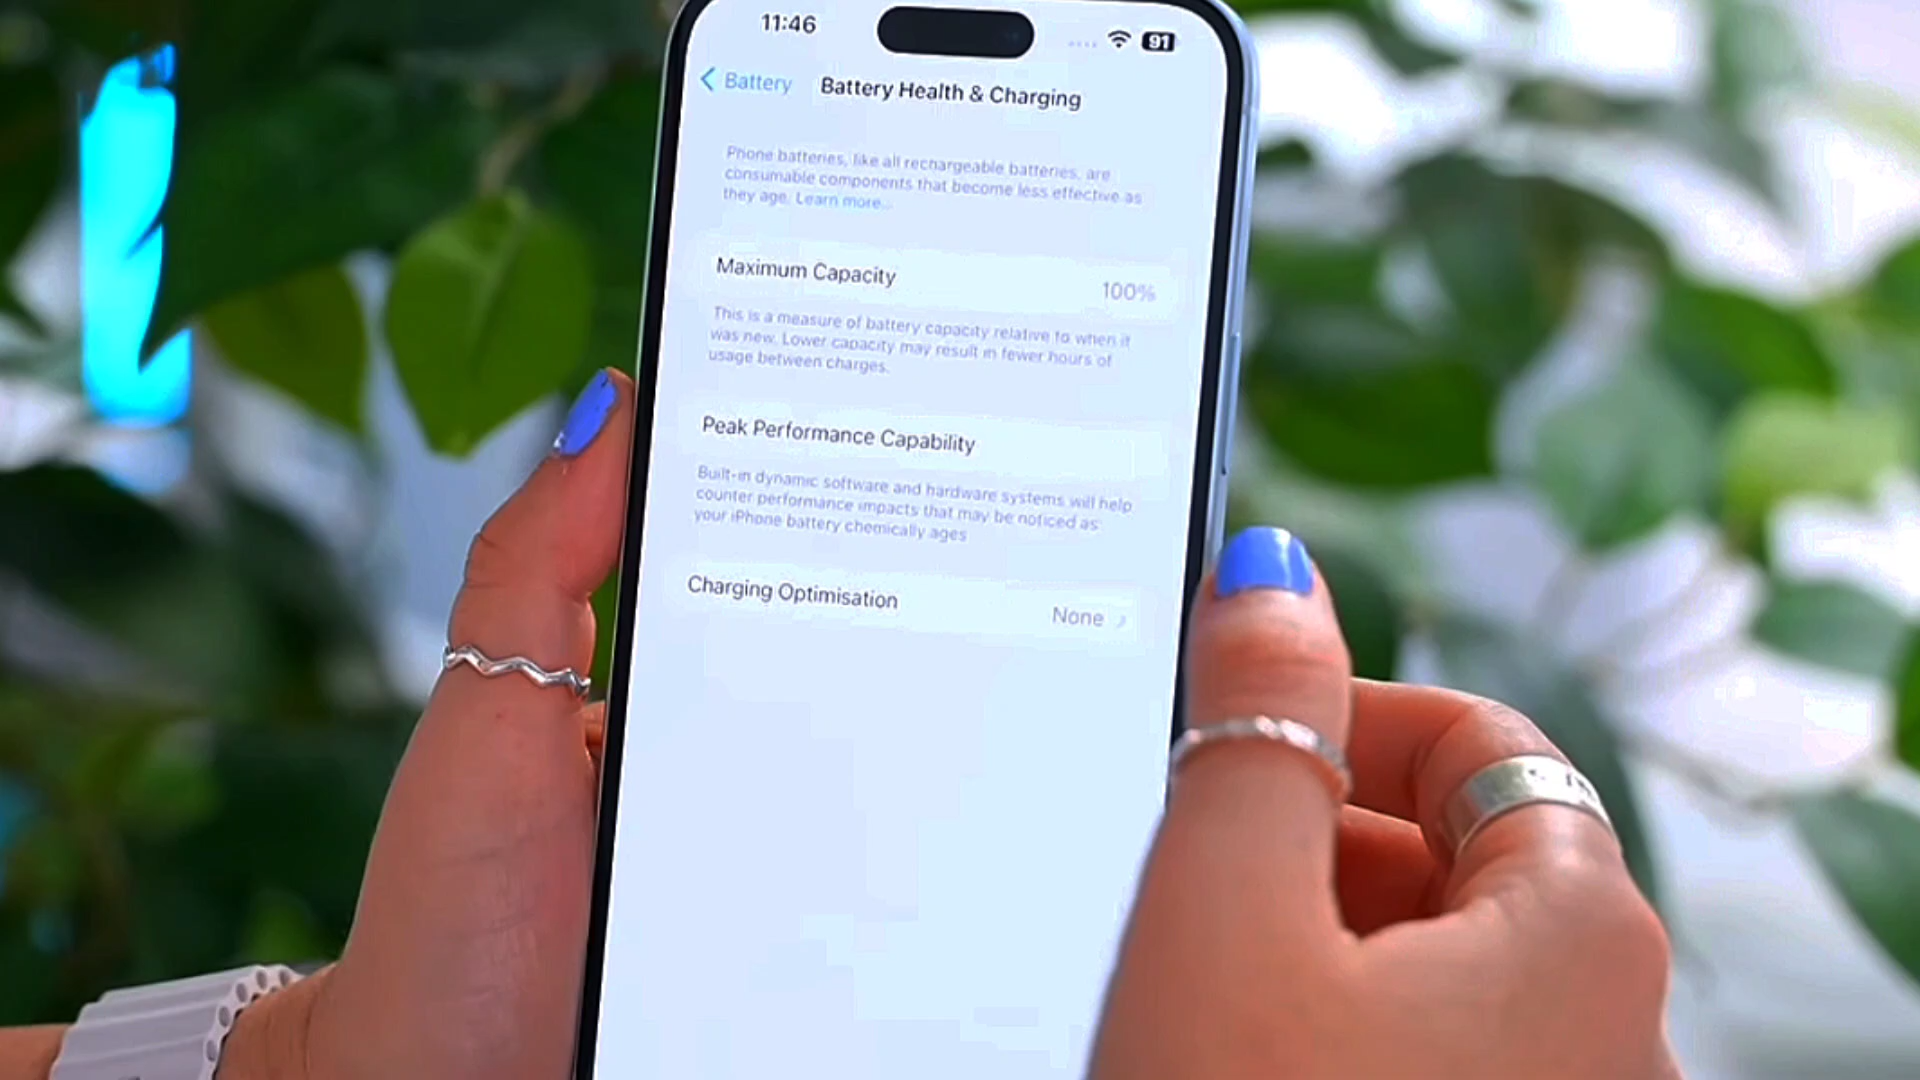 11:46
91
Battery
Battery Health & Charging
Phone batteries, like all rechargeable batteries, are
consumable components that become less effective as
they age. Learn more...
Maximum Capacity
100%
This is a measure of battery capacity relative to when it
was new. Lower capacity may result in fewer hours of
usage between charges.
Peak Performance Capability
Built-in dynamic software and hardware systems will help
counter performance impacts that may be noticed as
your iPhone battery chemically ages
Charging Optimisation
None